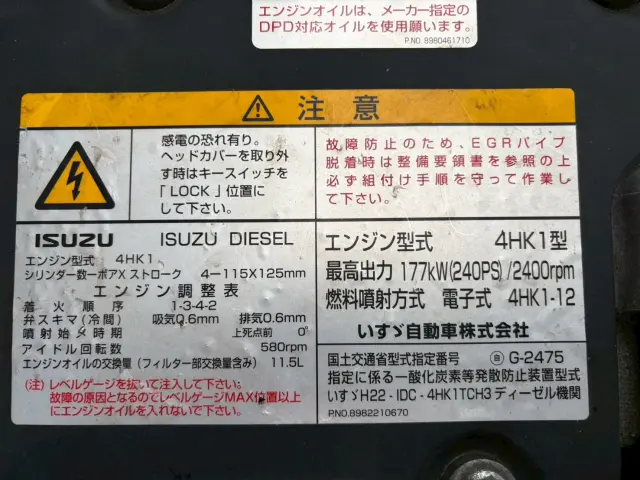 エンジンオイルは、メーカー指定の
DPD対応オイルを使用願います。
P.NO. 8980461710
注意
感電の恐れ有り。
ヘッドカバーを取り外
す時はキースイッチを
「LOCK」位置に
して下さい。
故障防止のため、EGRパイプ
脱着時は整備要領書を参照の上
必ず組付け手順を守って作業し
て下さい。
ISUZU ISUZU DIESEL
エンジン型式 4HK1
シリンダー数ーボアXストローク 4-115X125mm
エンジン調整表
着火順序 1-3-4-2
弁スキマ(冷間) 吸気0.6mm 排気0.6mm
噴射始メ時期 上死点前 0°
アイドル回転数 580rpm
エンジンオイルの交換量(フィルター部交換量含み) 11.5L
(注)レベルゲージを抜いて注入して下さい。
故障の原因となるのでレベルゲージMAX位置以上
にエンジンオイルを入れないで下さい。
エンジン型式 4HK1型
最高出力 177kW(240PS)/2400rpm
燃料噴射方式 電子式 4HK1-12
いすゞ自動車株式会社
国土交通省型式指定番号 ㊀ G-2475
指定に係る一酸化炭素等発散防止装置型式
いすゞH22-IDC-4HK1TCH3ディーゼル機関
P.NO.8982210670